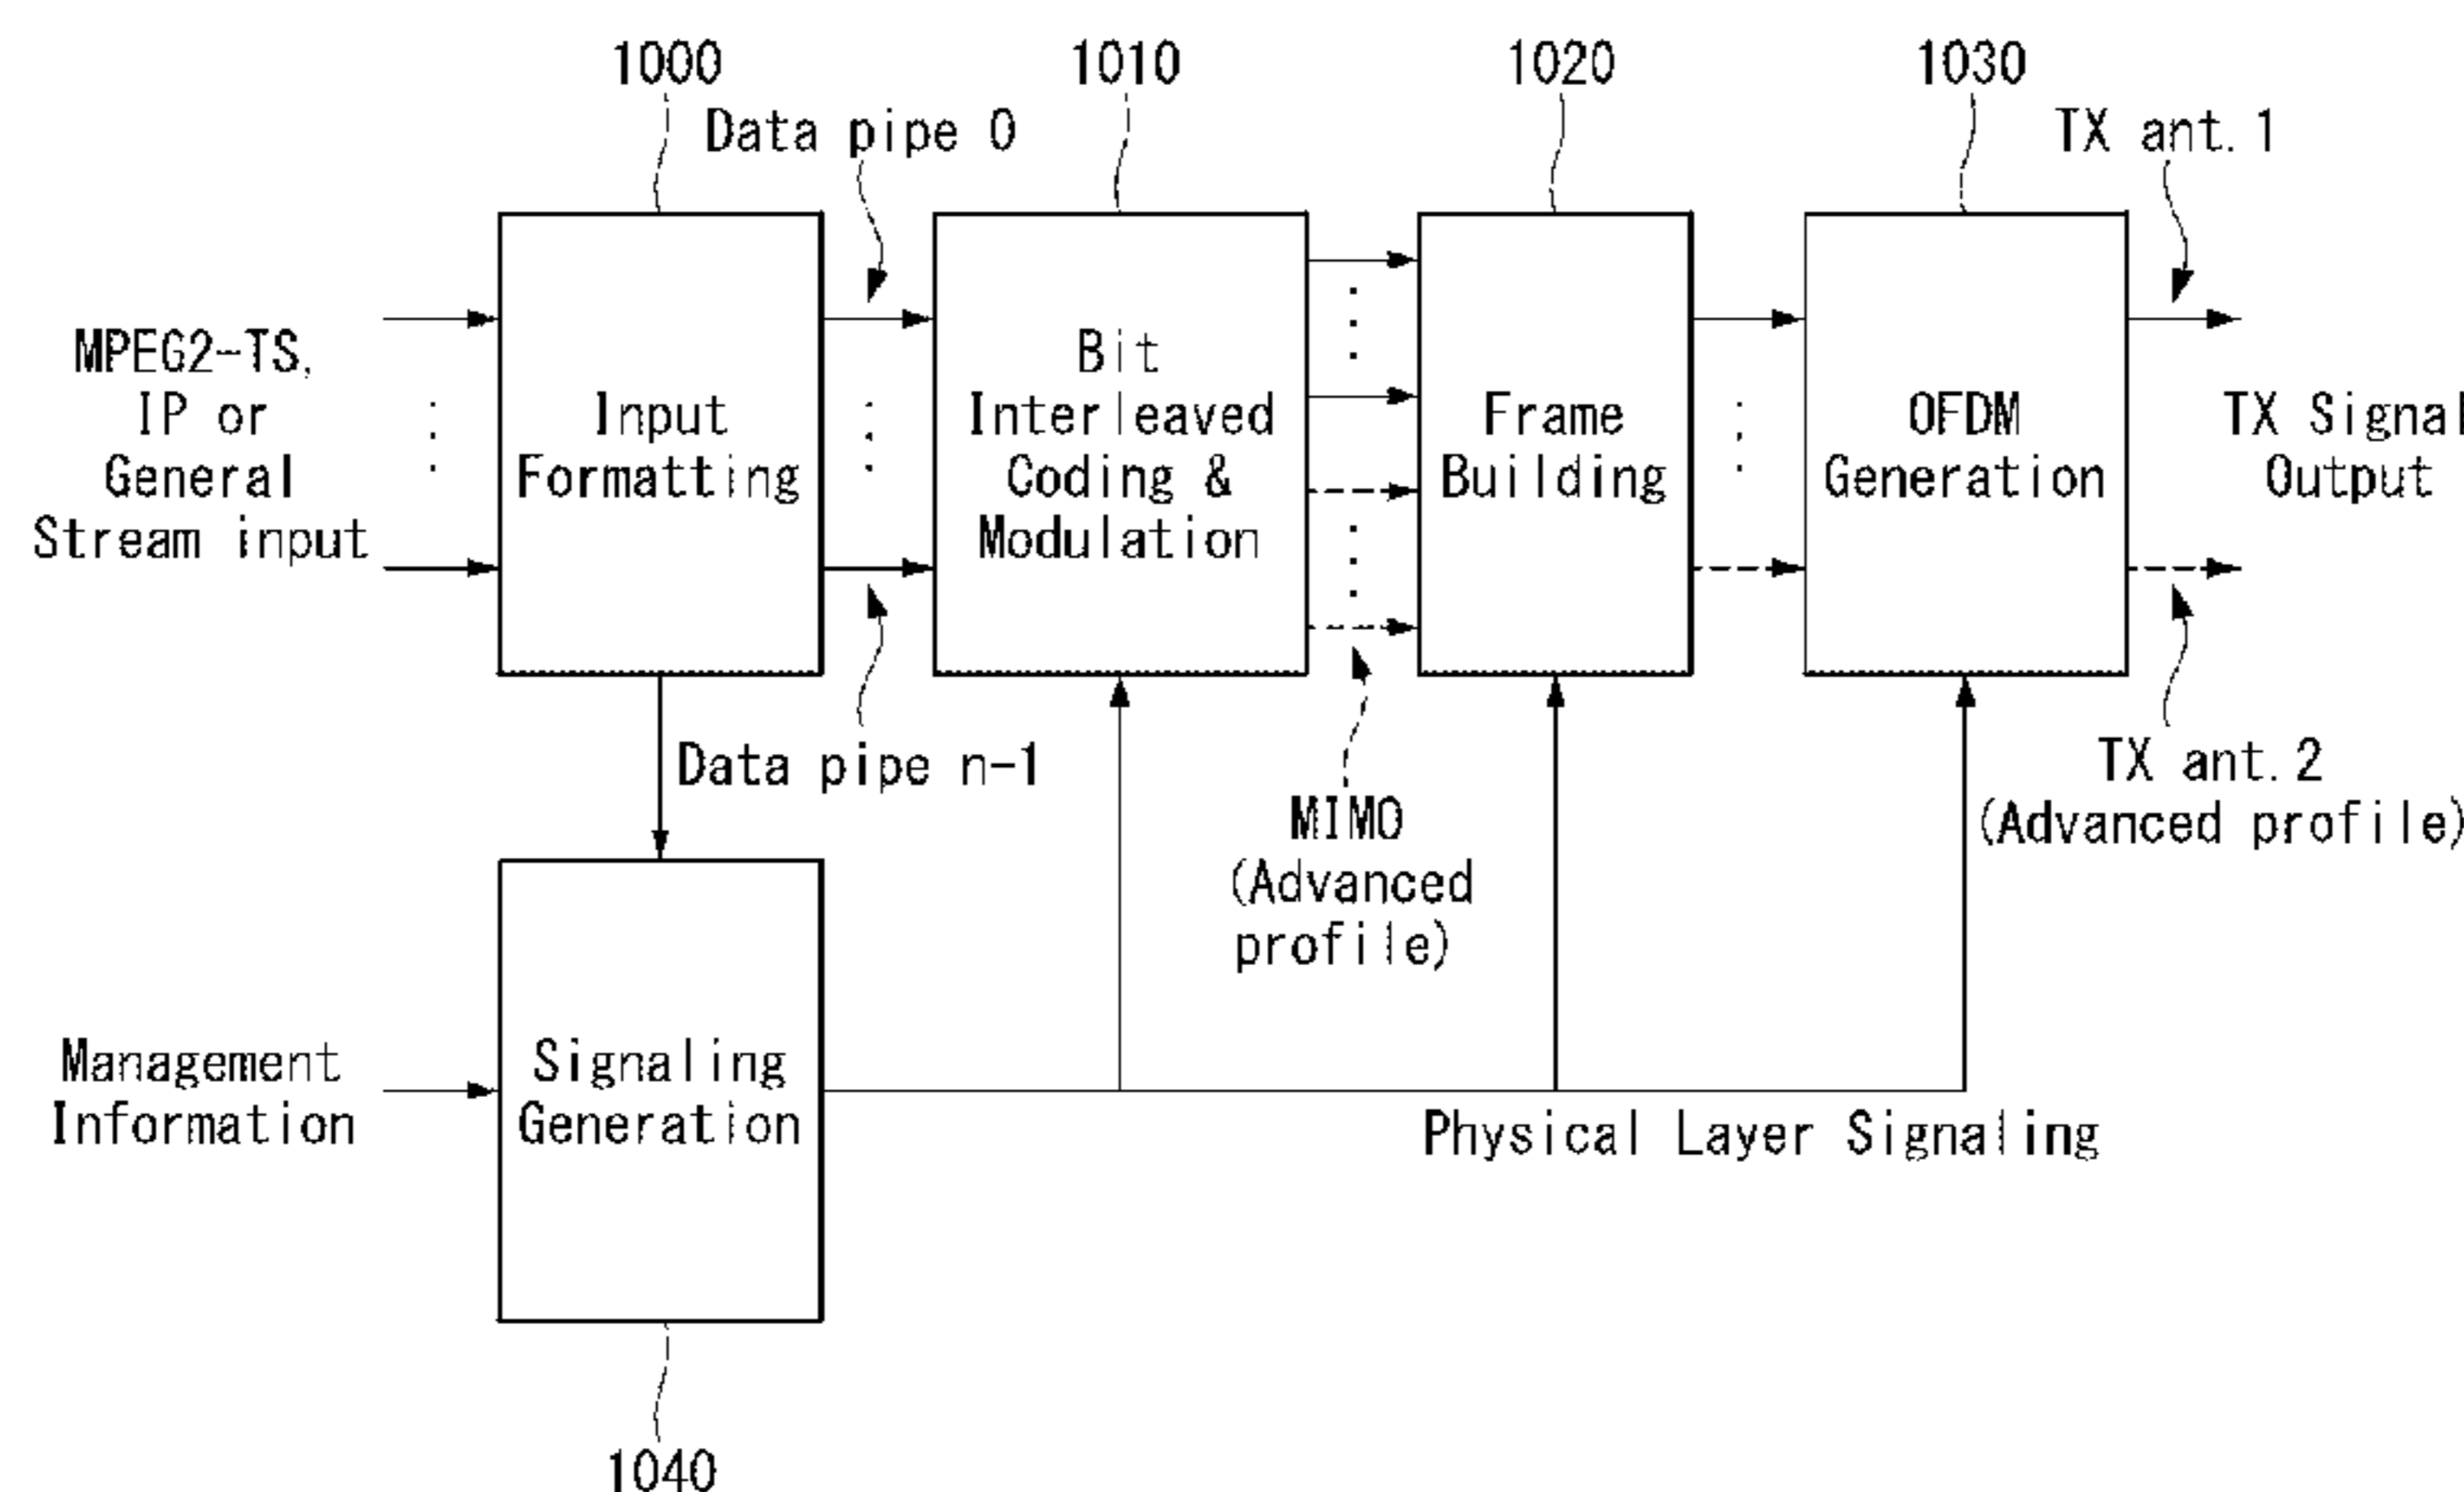 1000
1010
1020
1030
Data pipe 0
TX ant.1
MPEG2-TS,
IP or
General
Stream input
Input
Formatting
Bit
Interleaved
Coding &
Modulation
Frame
Building
OFDM
Generation
TX Signal
Output
Data pipe n-1
MIMO
(Advanced
profile)
TX ant.2
(Advanced profile)
Management
Information
Signaling
Generation
Physical Layer Signaling
1040